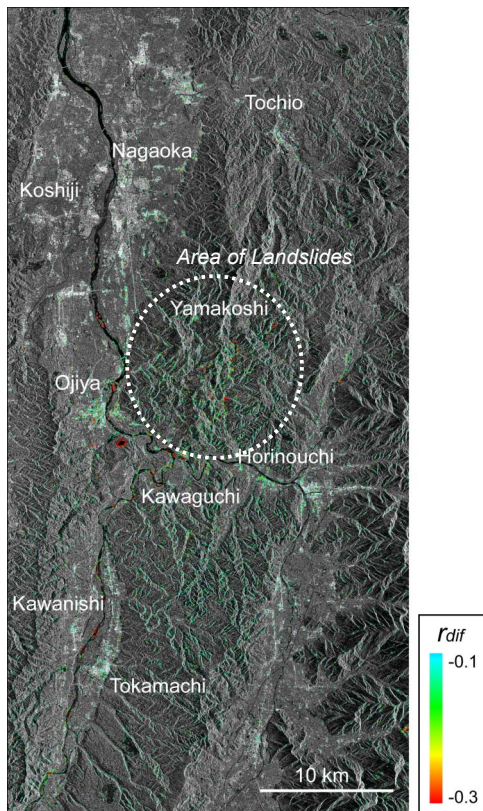 Tochio
Nagaoka
Koshiji
Area of Landslides
Yamakoshi
Ojiya
Horinouchi
Kawaguchi
Kawanishi
Tokamachi
10 km
rdif
-0.1
-0.3